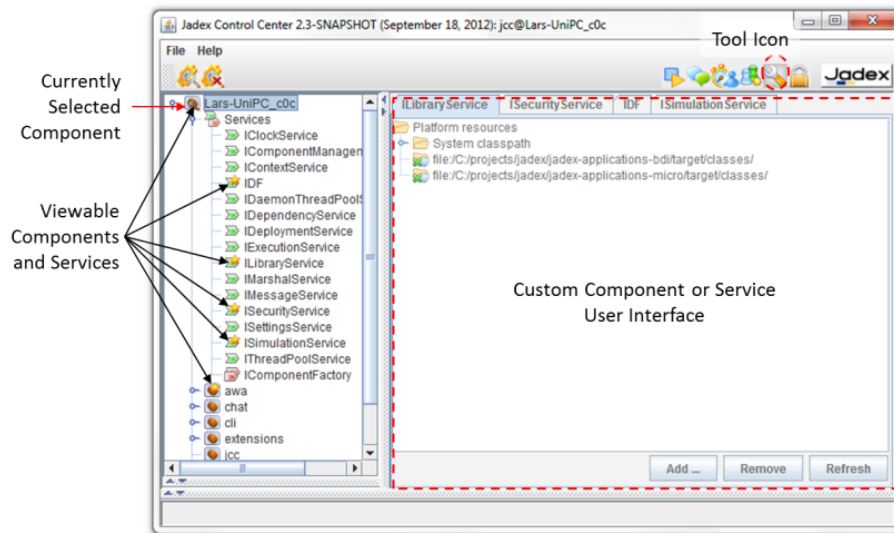 Jadex Control Center 2.3-SNAPSHOT (September 18, 2012): jcc@Lars-UniPC_c0c
File Help
Tool Icon
Jadex
Currently
Selected
Component
Viewable
Components
and Services
Lars-UniPC_c0c
Services
IClockService
IComponentManagen
IContextService
IDF
IDaemonThreadPoolS
IDependencyService
IDeploymentService
IExecutionService
ILibraryService
IMarshalService
IMessageService
ISecurityService
ISettingsService
ISimulationService
IThreadPoolService
IComponentFactory
awa
chat
cli
extensions
jcc
ILibraryService ISecurityService IDF ISimulationService
Platform resources
System classpath
file:/C:/projects/jadex/jadex-applications-bdi/target/classes/
file:/C:/projects/jadex/jadex-applications-micro/target/classes/
Custom Component or Service
User Interface
Add ... Remove Refresh